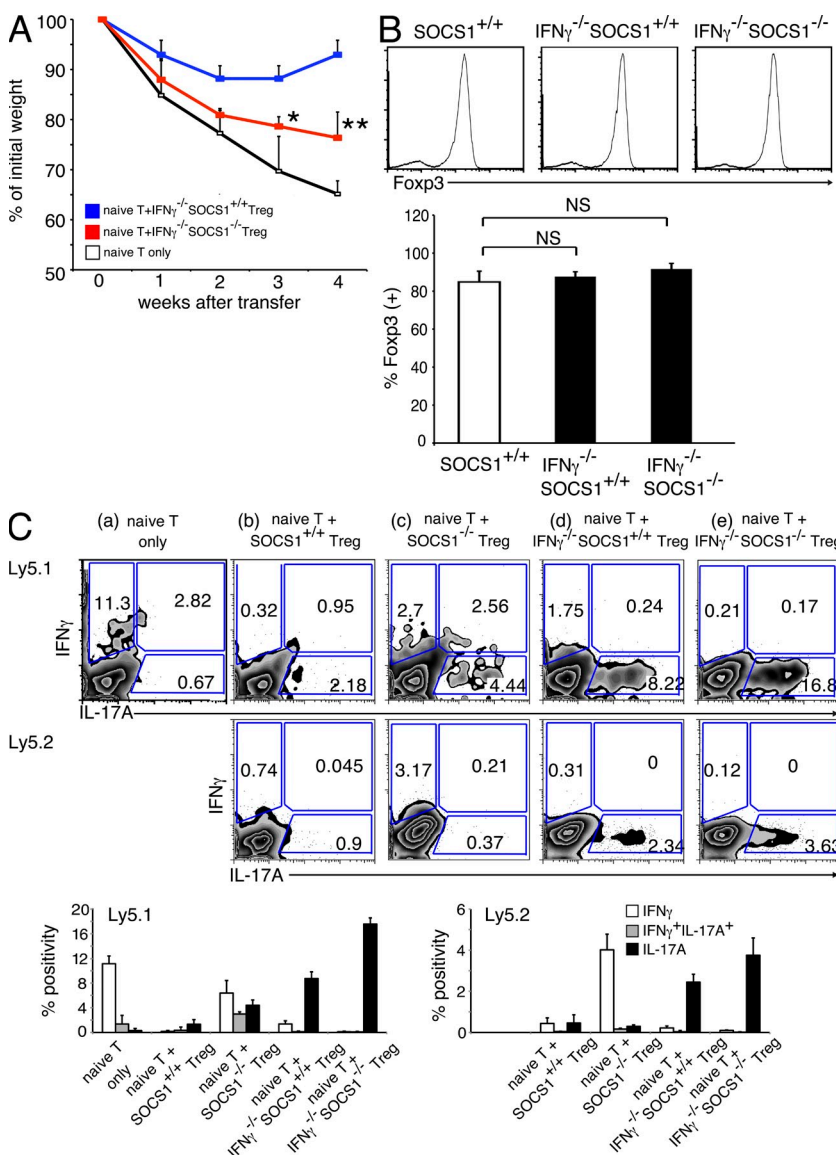 A
% of initial weight
100
90
80
70
60
50
*
**
naive T+IFNγ-/-SOCS1+/+Treg
naive T+IFNγ-/-SOCS1-/-Treg
naive T only
0 1 2 3 4
weeks after transfer
B
SOCS1+/+ IFNγ-/-SOCS1+/+ IFNγ-/-SOCS1-/-
Foxp3
NS
NS
% Foxp3 (+)
120
100
80
60
40
20
0
SOCS1+/+
IFNγ-/-
SOCS1+/+
IFNγ-/-
SOCS1-/-
C
(a) naive T
only
(b) naive T +
SOCS1+/+ Treg
(c) naive T +
SOCS1-/- Treg
(d) naive T +
IFNγ-/-SOCS1+/+ Treg
(e) naive T +
IFNγ-/-SOCS1-/- Treg
Ly5.1
IFNγ
11.3 2.82
0.67
0.32 0.95
2.18
2.7 2.56
4.44
1.75 0.24
8.22
0.21 0.17
16.8
IL-17A
Ly5.2
IFNγ
0.74 0.045
0.9
3.17 0.21
0.37
0.31 0
2.34
0.12 0
3.63
IL-17A
Ly5.1
% positivity
20
16
12
8
4
0
naive T
only
naive T +
SOCS1+/+ Treg
naive T +
SOCS1-/- Treg
naive T +
IFNγ-/-SOCS1+/+ Treg
naive T +
IFNγ-/-SOCS1-/- Treg
Ly5.2
% positivity
6
4
2
0
IFNγ
IFNγ+IL-17A+
IL-17A
naive T +
SOCS1+/+ Treg
naive T +
SOCS1-/- Treg
naive T +
IFNγ-/-SOCS1+/+ Treg
naive T +
IFNγ-/-SOCS1-/- Treg